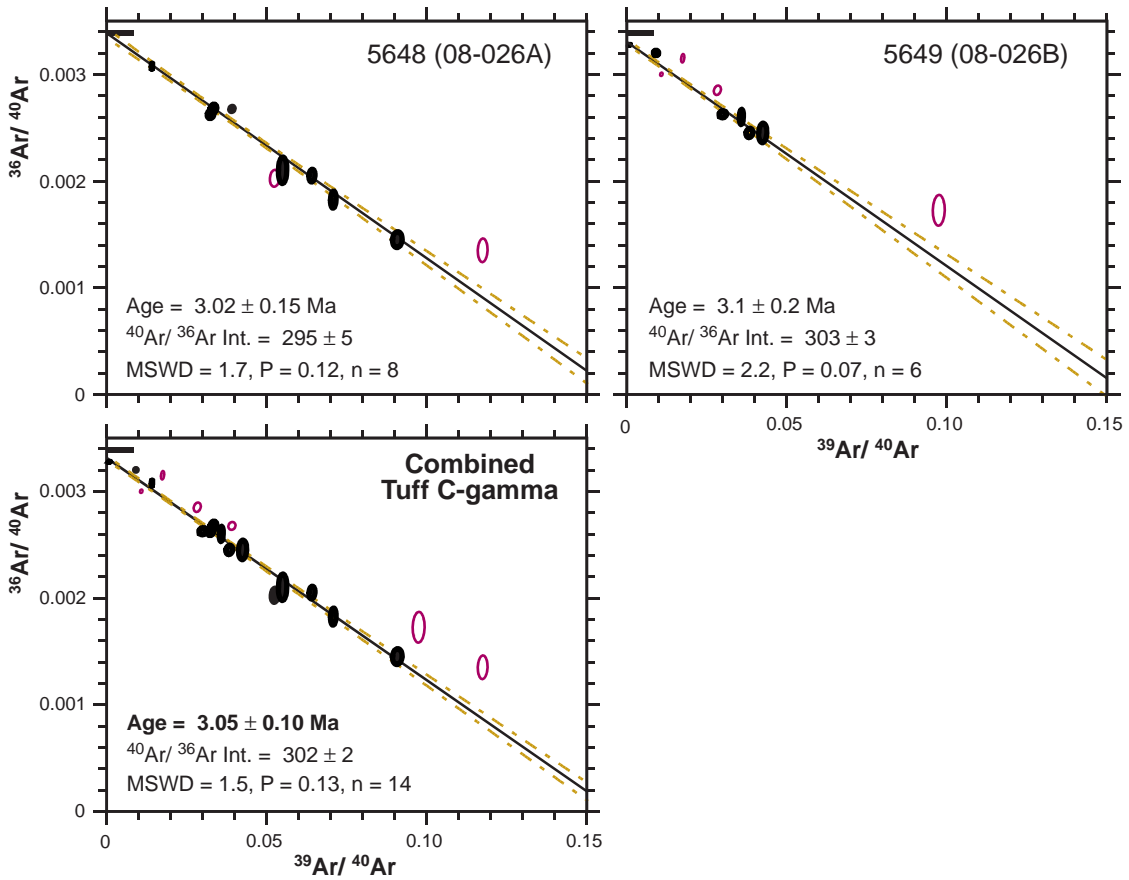 5648 (08-026A)
0.003
0.002
0.001
0
³⁶Ar/ ⁴⁰Ar
Age = 3.02 ± 0.15 Ma
⁴⁰Ar/ ³⁶Ar Int. = 295 ± 5
MSWD = 1.7, P = 0.12, n = 8
5649 (08-026B)
Age = 3.1 ± 0.2 Ma
⁴⁰Ar/ ³⁶Ar Int. = 303 ± 3
MSWD = 2.2, P = 0.07, n = 6
0
0.05
0.10
0.15
³⁹Ar/ ⁴⁰Ar
Combined
Tuff C-gamma
0.003
0.002
0.001
0
³⁶Ar/ ⁴⁰Ar
Age = 3.05 ± 0.10 Ma
⁴⁰Ar/ ³⁶Ar Int. = 302 ± 2
MSWD = 1.5, P = 0.13, n = 14
0
0.05
0.10
0.15
³⁹Ar/ ⁴⁰Ar